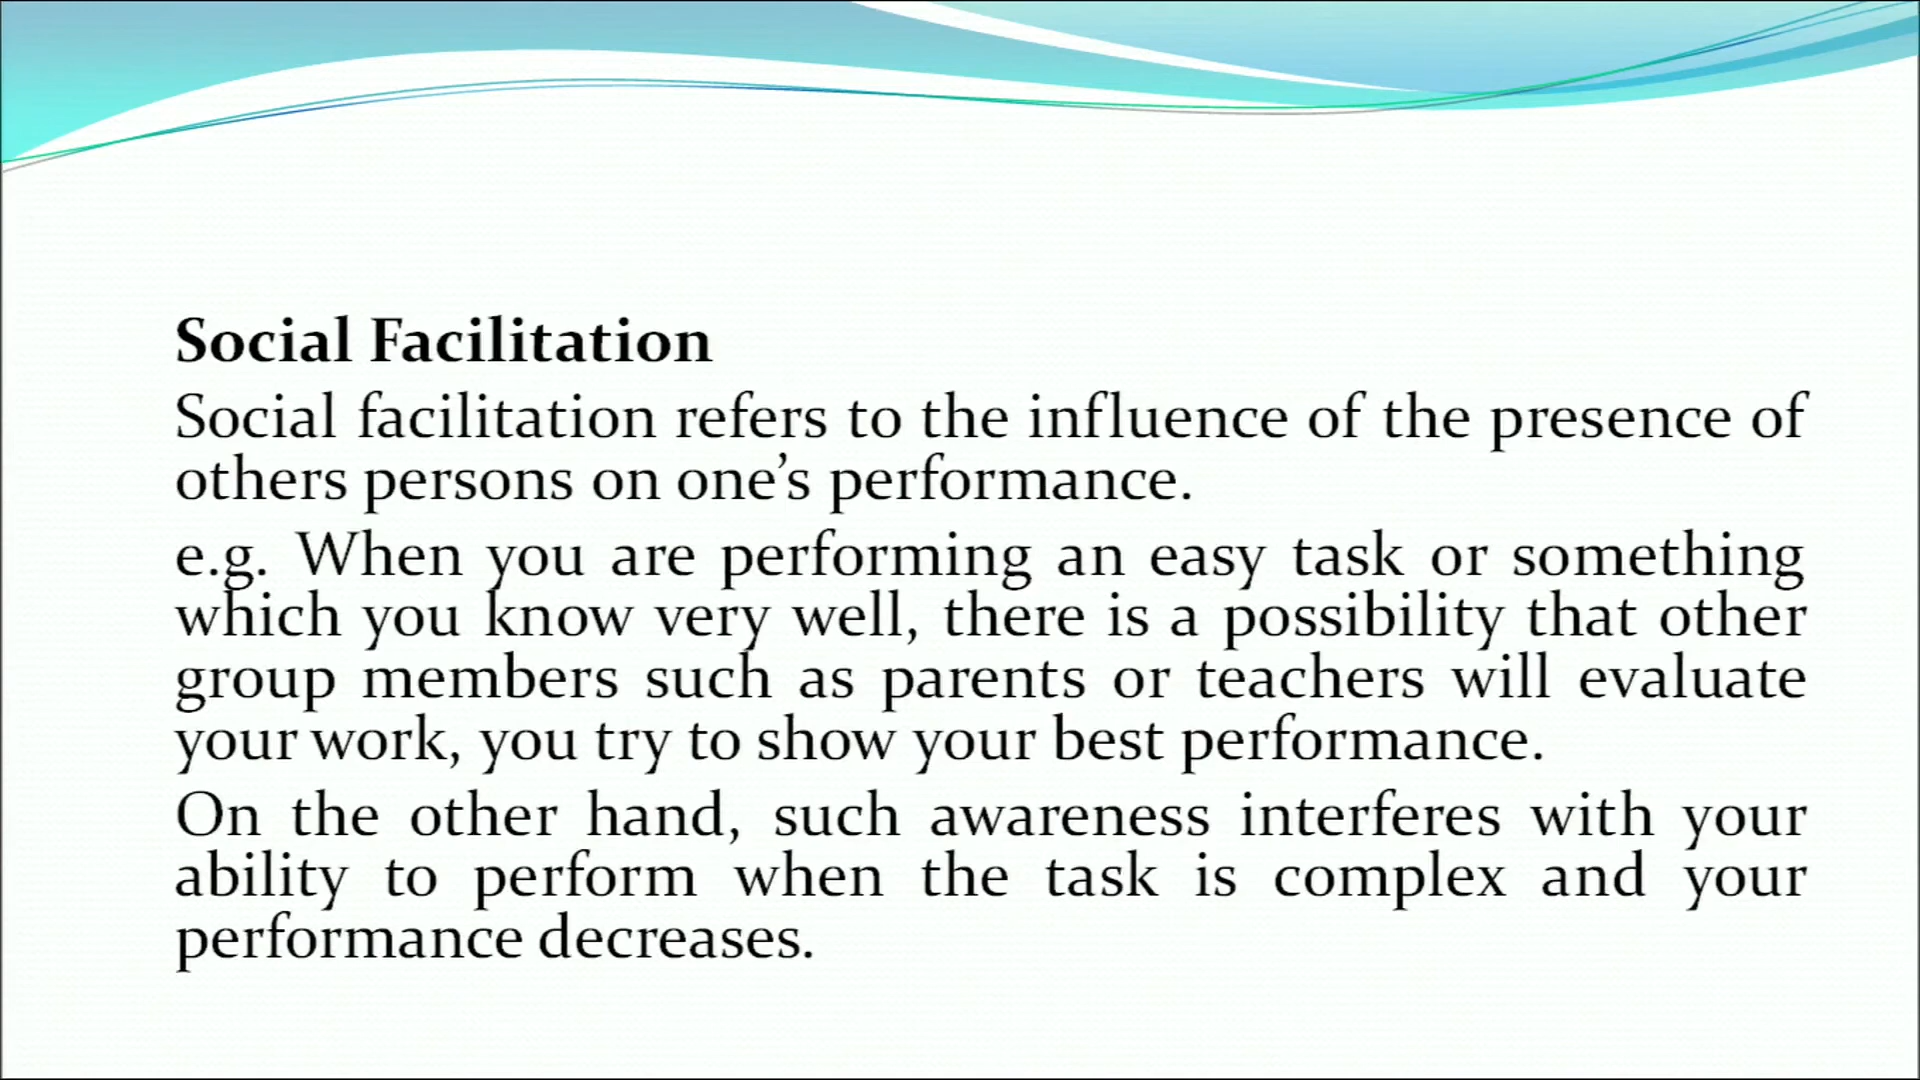 Social Facilitation
Social facilitation refers to the influence of the presence of
others persons on one’s performance.
e.g. When you are performing an easy task or something
which you know very well, there is a possibility that other
group members such as parents or teachers will evaluate
your work, you try to show your best performance.
On the other hand, such awareness interferes with your
ability to perform when the task is complex and your
performance decreases.